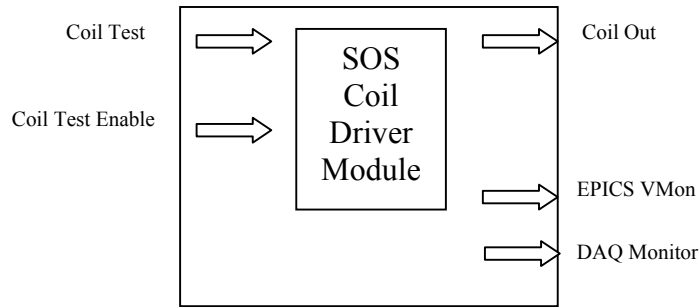 Coil Test
Coil Test Enable
SOS
Coil
Driver
Module
Coil Out
EPICS VMon
DAQ Monitor